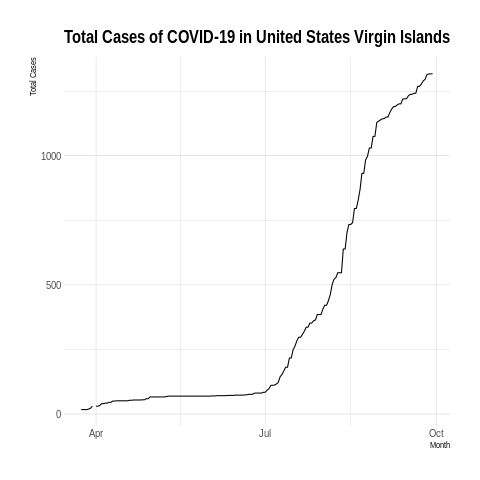 Total Cases of COVID-19 in United States Virgin Islands
Total Cases
1000
500
0
Apr
Jul
Oct
Month